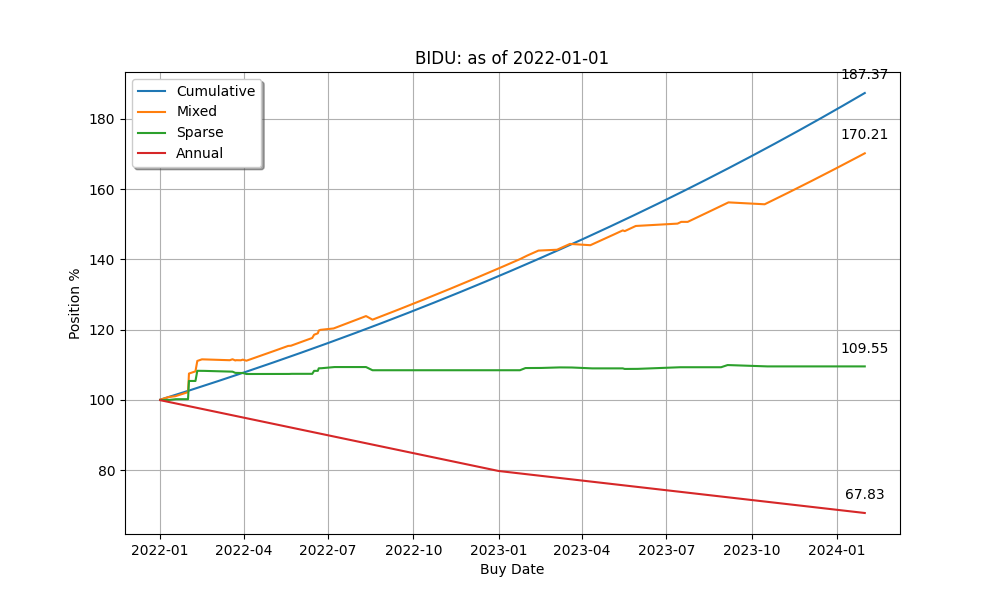 BIDU: as of 2022-01-01
187.37
Cumulative
Mixed
Sparse
Annual
170.21
109.55
67.83
180
160
140
120
100
80
Position %
2022-01 2022-04 2022-07 2022-10 2023-01 2023-04 2023-07 2023-10 2024-01
Buy Date